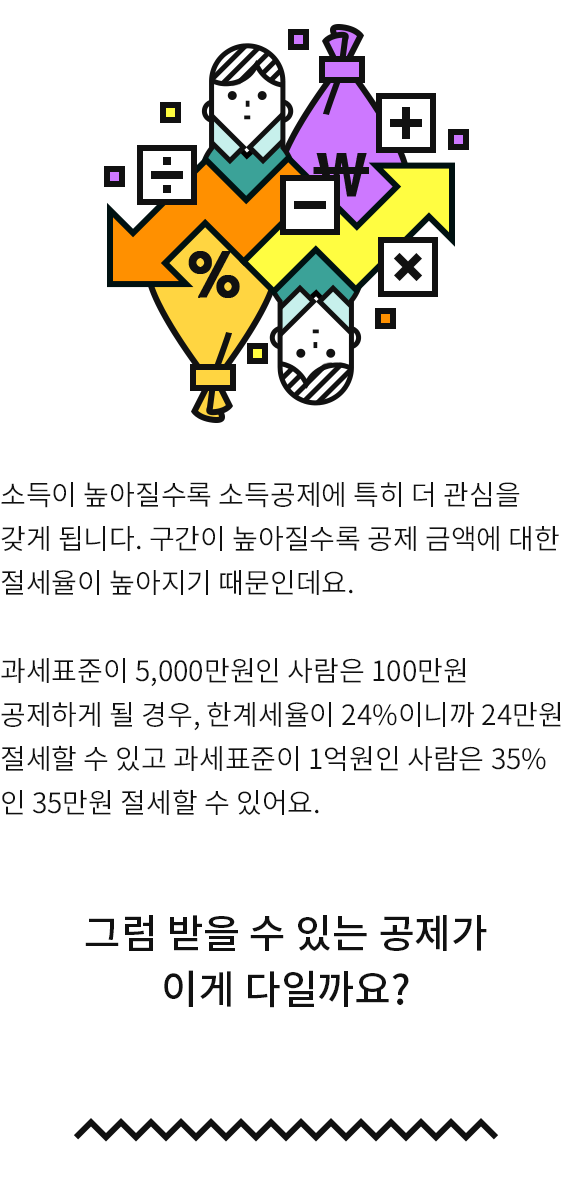 ÷
+
₩
−
%
×
소득이 높아질수록 소득공제에 특히 더 관심을
갖게 됩니다. 구간이 높아질수록 공제 금액에 대한
절세율이 높아지기 때문인데요.
과세표준이 5,000만원인 사람은 100만원
공제하게 될 경우, 한계세율이 24%이니까 24만원
절세할 수 있고 과세표준이 1억원인 사람은 35%
인 35만원 절세할 수 있어요.
그럼 받을 수 있는 공제가
이게 다일까요?